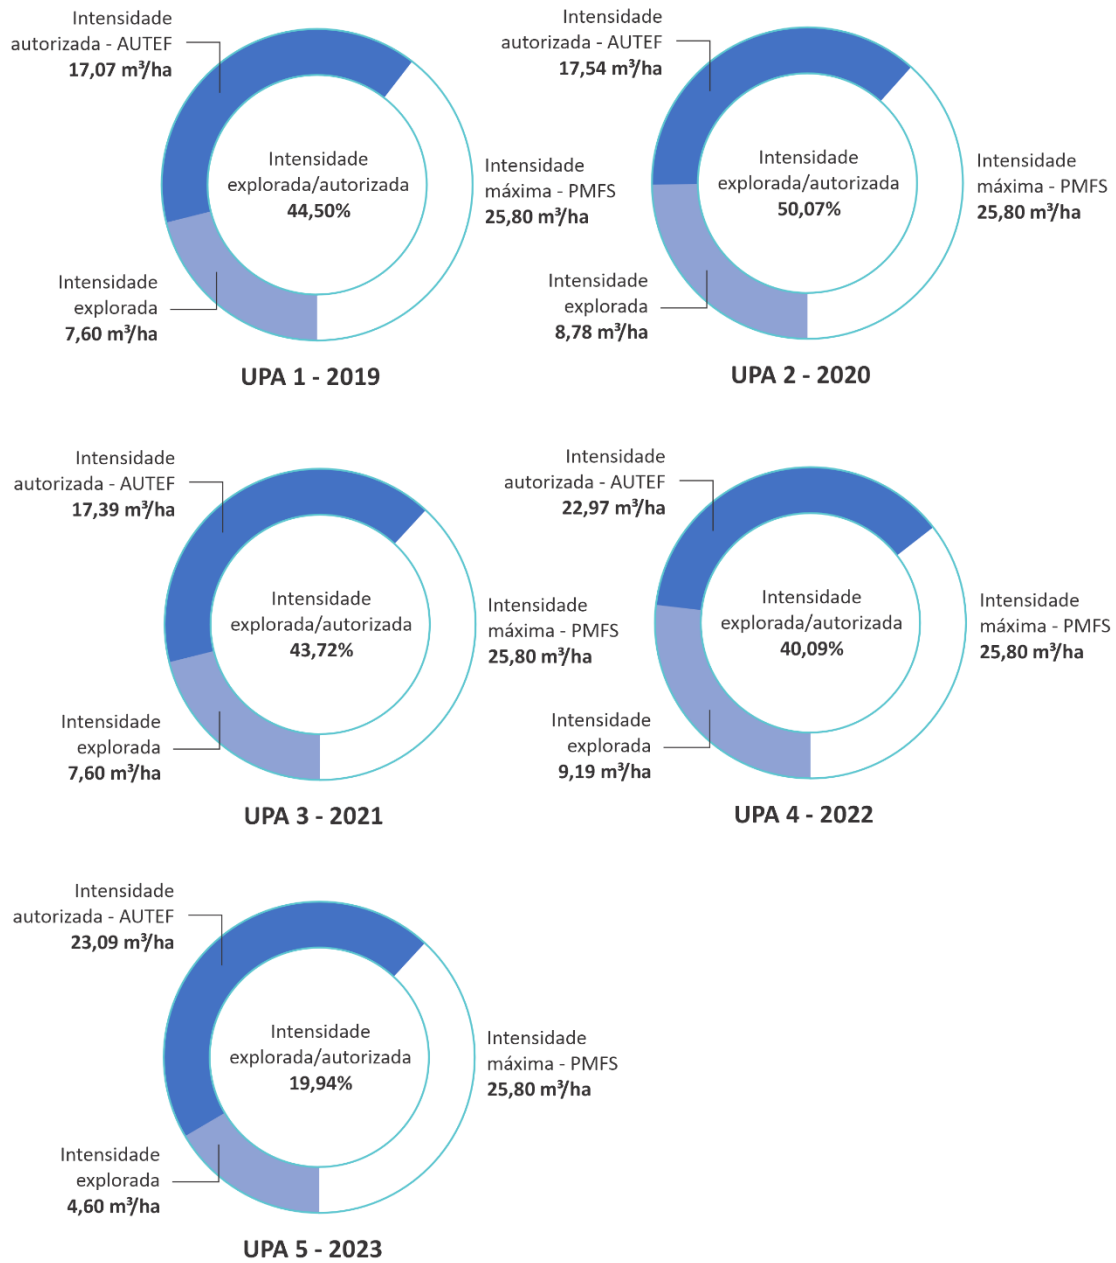 Intensidade
autorizada - AUTEF
17,07 m³/ha
Intensidade
explorada/autorizada
44,50%
Intensidade
máxima - PMFS
25,80 m³/ha
Intensidade
explorada
7,60 m³/ha
UPA 1 - 2019
Intensidade
autorizada - AUTEF
17,54 m³/ha
Intensidade
explorada/autorizada
50,07%
Intensidade
máxima - PMFS
25,80 m³/ha
Intensidade
explorada
8,78 m³/ha
UPA 2 - 2020
Intensidade
autorizada - AUTEF
17,39 m³/ha
Intensidade
explorada/autorizada
43,72%
Intensidade
máxima - PMFS
25,80 m³/ha
Intensidade
explorada
7,60 m³/ha
UPA 3 - 2021
Intensidade
autorizada - AUTEF
22,97 m³/ha
Intensidade
explorada/autorizada
40,09%
Intensidade
máxima - PMFS
25,80 m³/ha
Intensidade
explorada
9,19 m³/ha
UPA 4 - 2022
Intensidade
autorizada - AUTEF
23,09 m³/ha
Intensidade
explorada/autorizada
19,94%
Intensidade
máxima - PMFS
25,80 m³/ha
Intensidade
explorada
4,60 m³/ha
UPA 5 - 2023